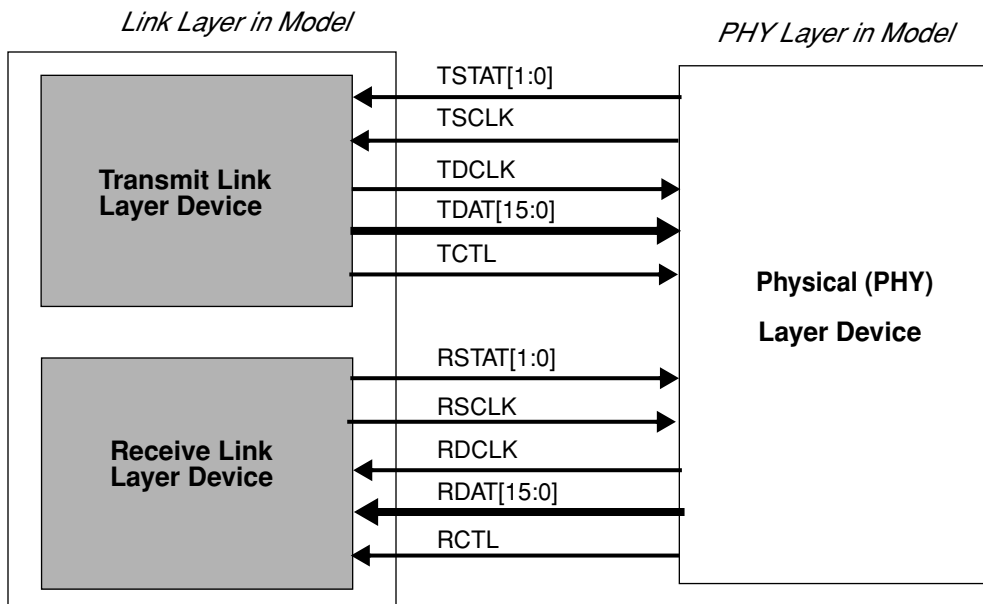 Link Layer in Model
PHY Layer in Model
TSTAT[1:0]
TSCLK
Transmit Link
Layer Device
TDCLK
TDAT[15:0]
TCTL
Physical (PHY)
Layer Device
RSTAT[1:0]
RSCLK
Receive Link
Layer Device
RDCLK
RDAT[15:0]
RCTL